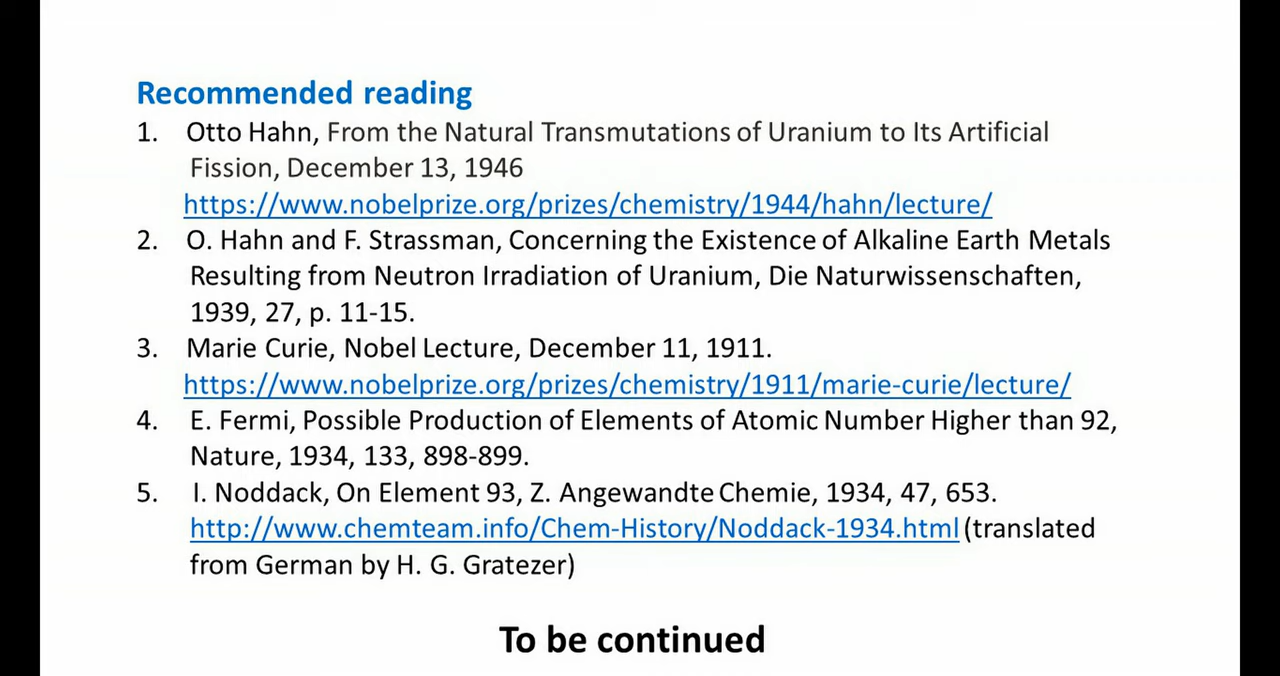 Recommended reading
1. Otto Hahn, From the Natural Transmutations of Uranium to Its Artificial
Fission, December 13, 1946
https://www.nobelprize.org/prizes/chemistry/1944/hahn/lecture/
2. O. Hahn and F. Strassman, Concerning the Existence of Alkaline Earth Metals
Resulting from Neutron Irradiation of Uranium, Die Naturwissenschaften,
1939, 27, p. 11-15.
3. Marie Curie, Nobel Lecture, December 11, 1911.
https://www.nobelprize.org/prizes/chemistry/1911/marie-curie/lecture/
4. E. Fermi, Possible Production of Elements of Atomic Number Higher than 92,
Nature, 1934, 133, 898-899.
5. I. Noddack, On Element 93, Z. Angewandte Chemie, 1934, 47, 653.
http://www.chemteam.info/Chem-History/Noddack-1934.html (translated
from German by H. G. Gratezer)
To be continued